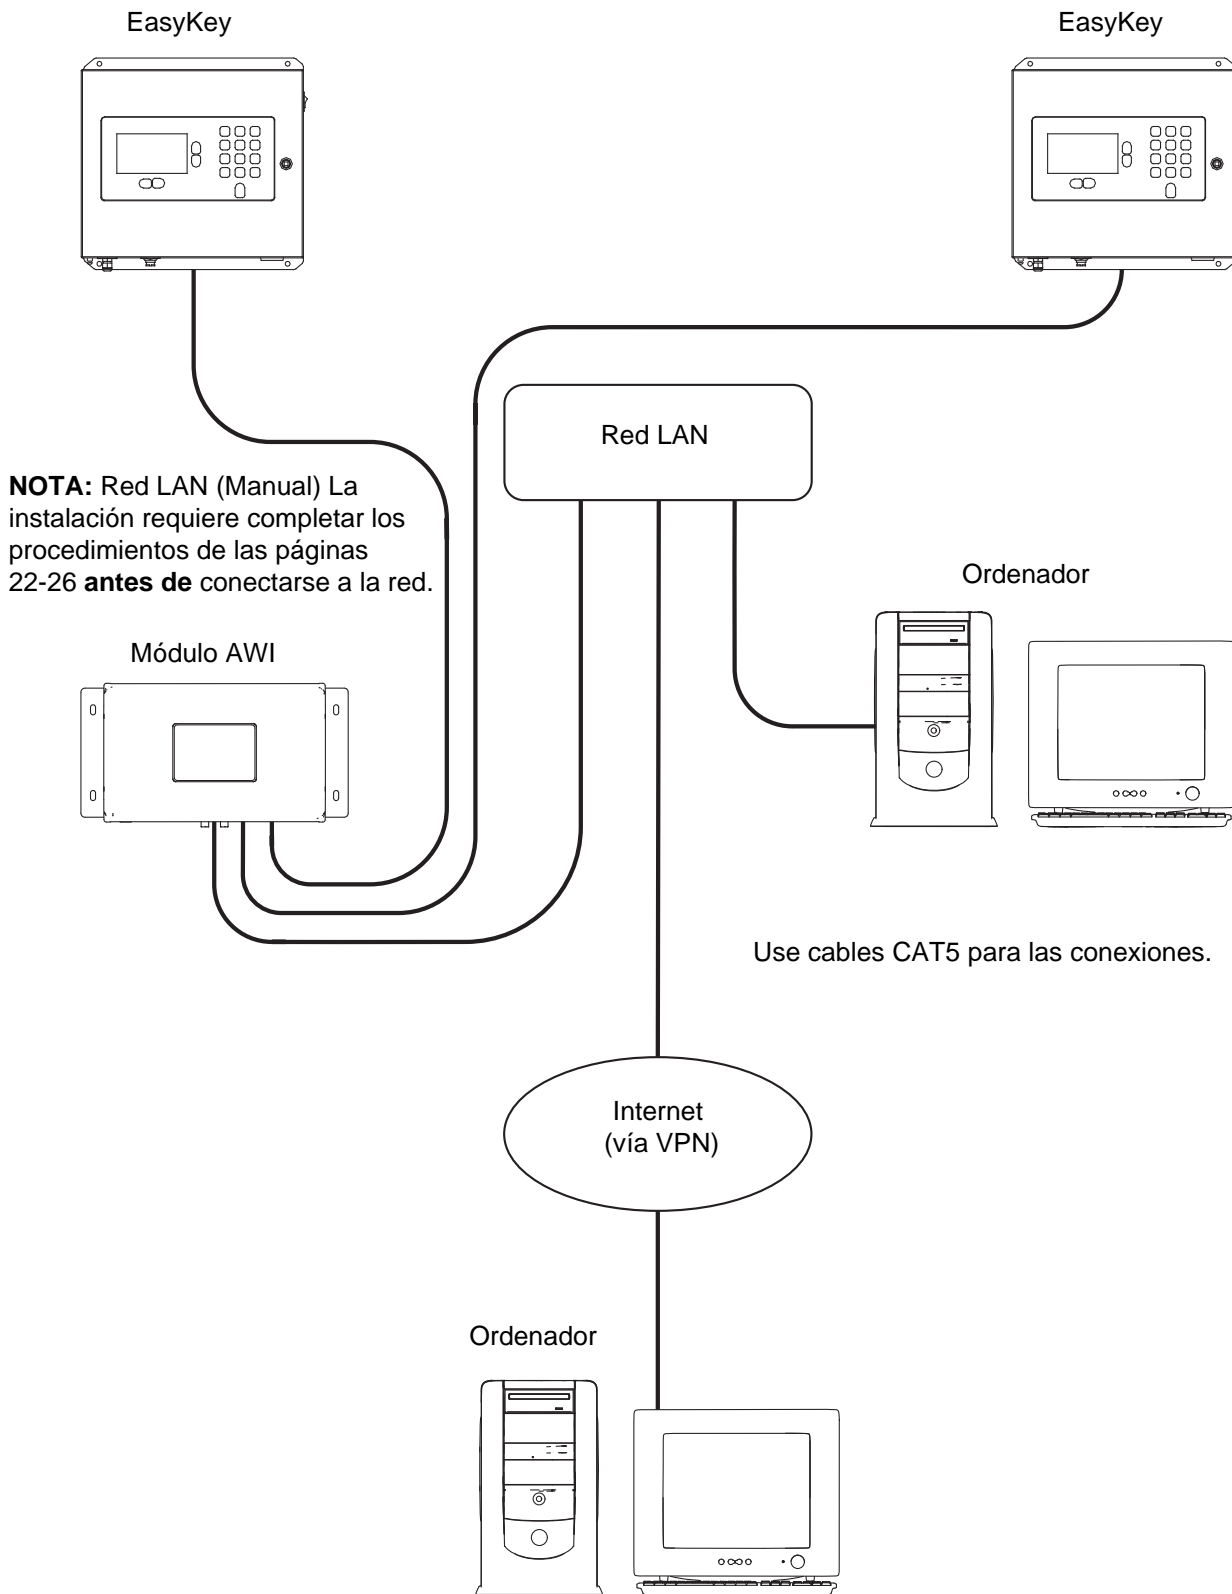 EasyKey
EasyKey
Red LAN
NOTA: Red LAN (Manual) La
instalación requiere completar los
procedimientos de las páginas
22-26 antes de conectarse a la red.
Ordenador
Módulo AWI
Use cables CAT5 para las conexiones.
Internet
(vía VPN)
Ordenador